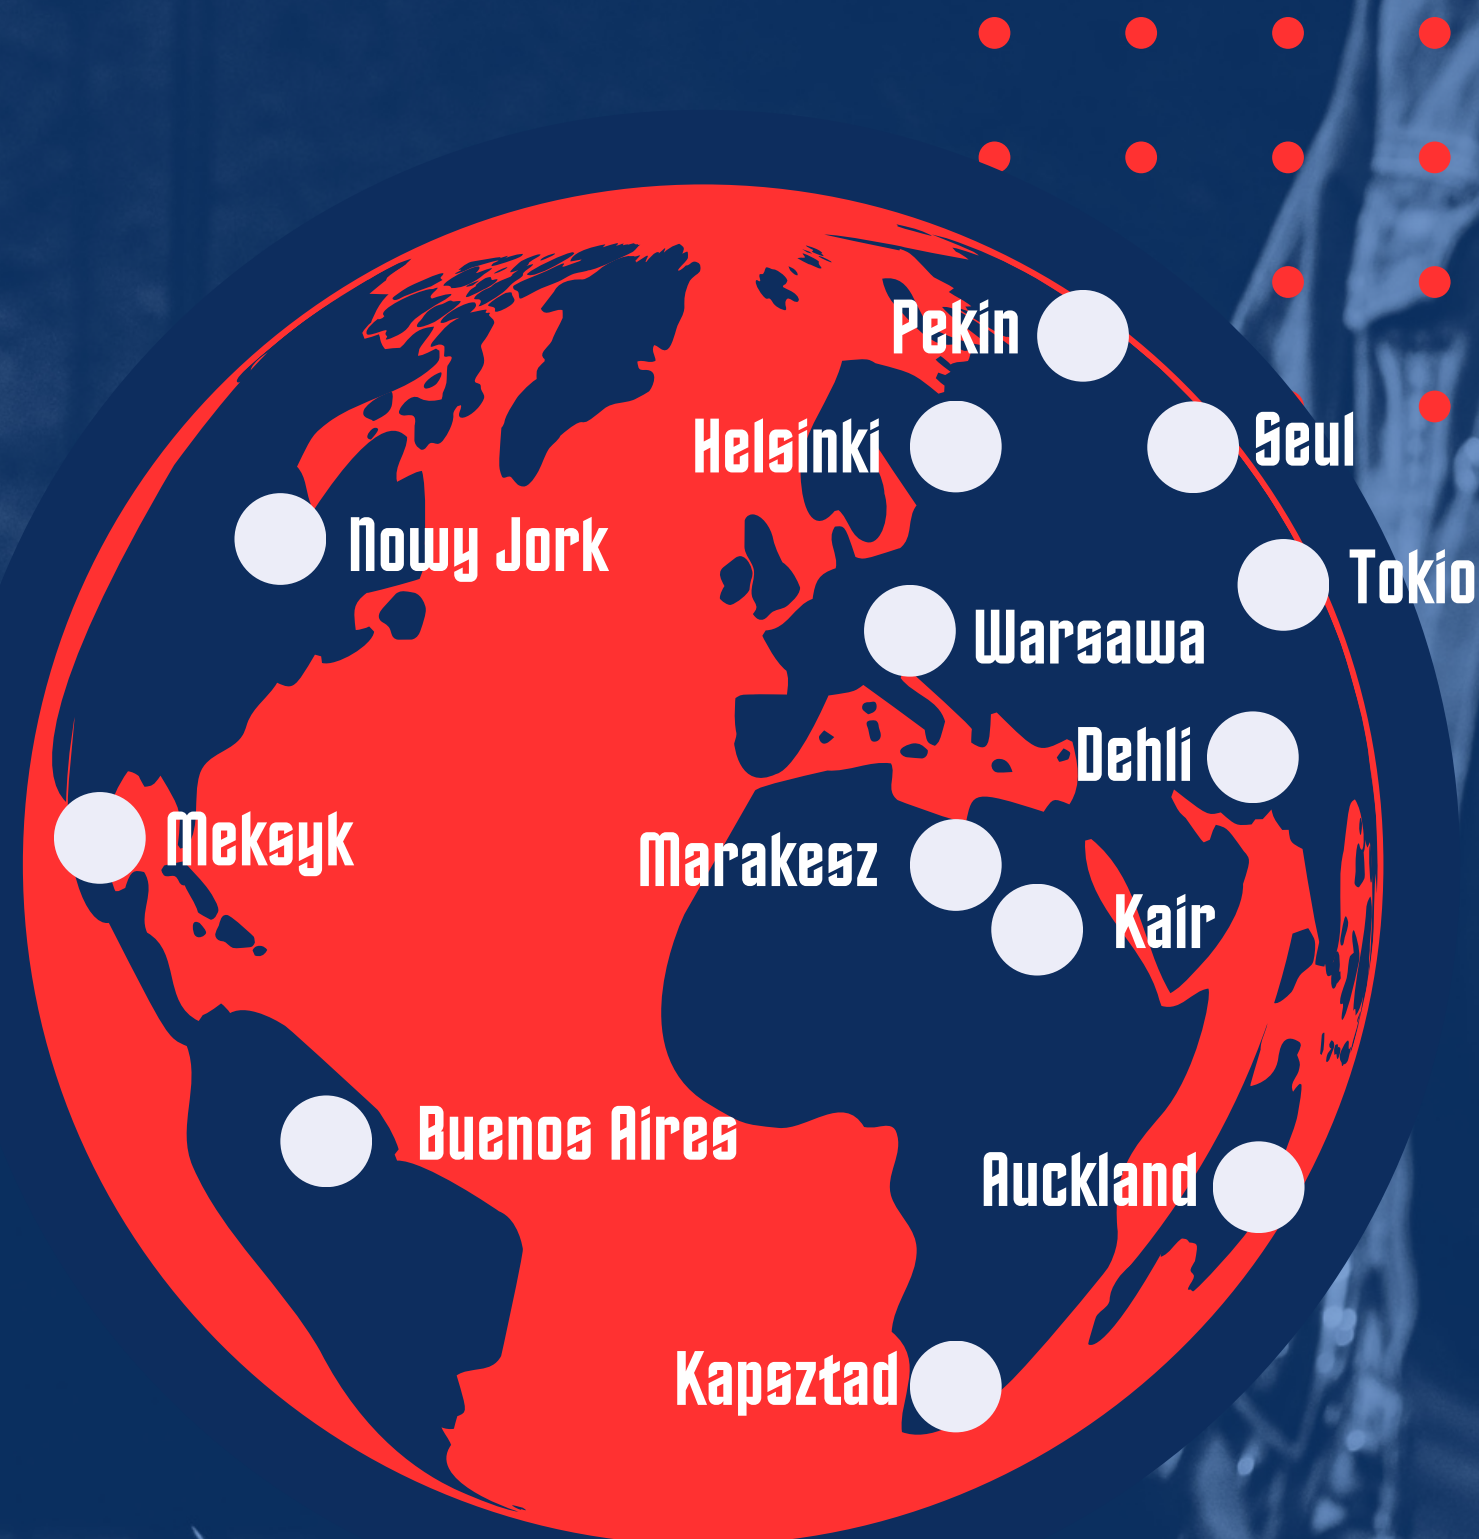 Pekin
Helsinki
Seul
Nowy Jork
Tokio
Warsawa
Dehli
Meksyk
Marakesz
Kair
Buenos Aires
Auckland
Kapsztad